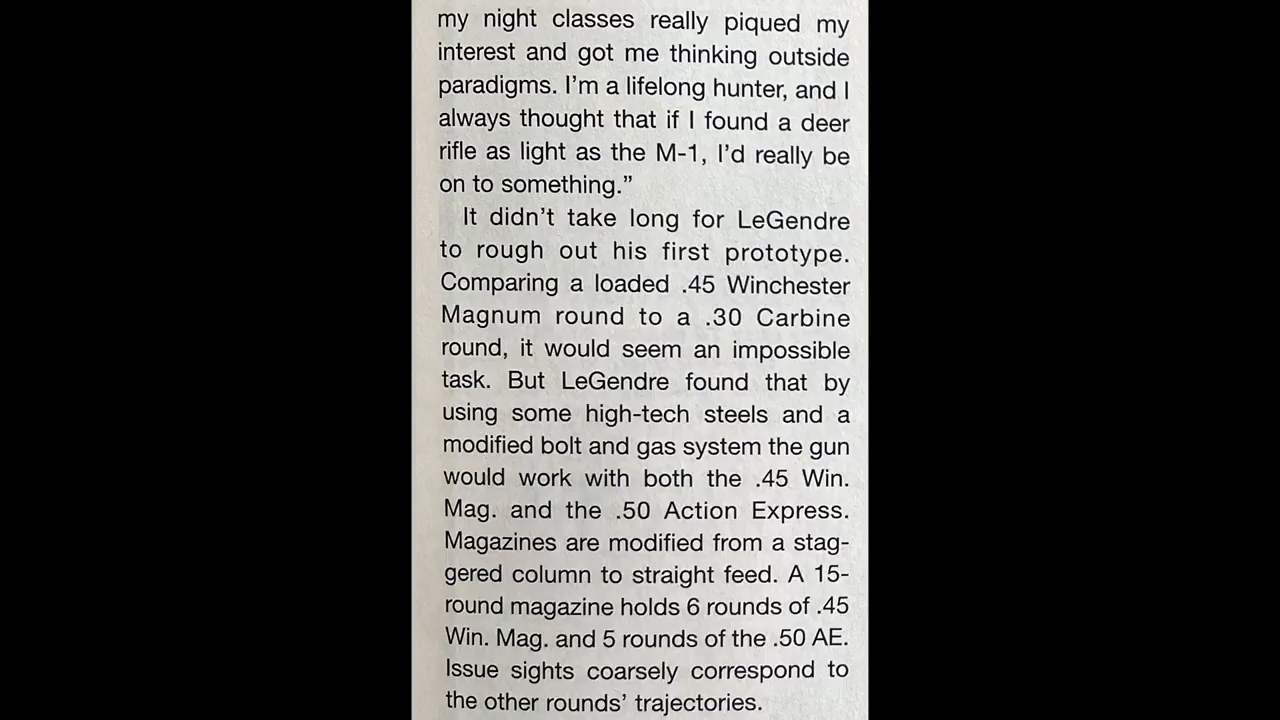 my night classes really piqued my
interest and got me thinking outside
paradigms. I’m a lifelong hunter, and I
always thought that if I found a deer
rifle as light as the M-1, I’d really be
on to something.”
It didn’t take long for LeGendre
to rough out his first prototype.
Comparing a loaded .45 Winchester
Magnum round to a .30 Carbine
round, it would seem an impossible
task. But LeGendre found that by
using some high-tech steels and a
modified bolt and gas system the gun
would work with both the .45 Win.
Mag. and the .50 Action Express.
Magazines are modified from a stag-
gered column to straight feed. A 15-
round magazine holds 6 rounds of .45
Win. Mag. and 5 rounds of the .50 AE.
Issue sights coarsely correspond to
the other rounds’ trajectories.